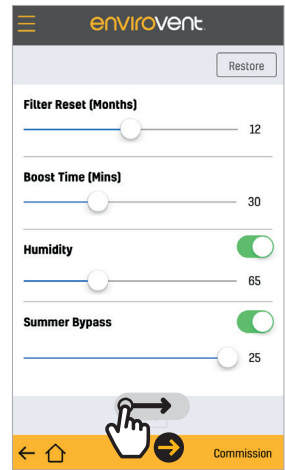 envirovent.
Restore
Filter Reset (Months)
12
Boost Time (Mins)
30
Humidity
65
Summer Bypass
25
Commission